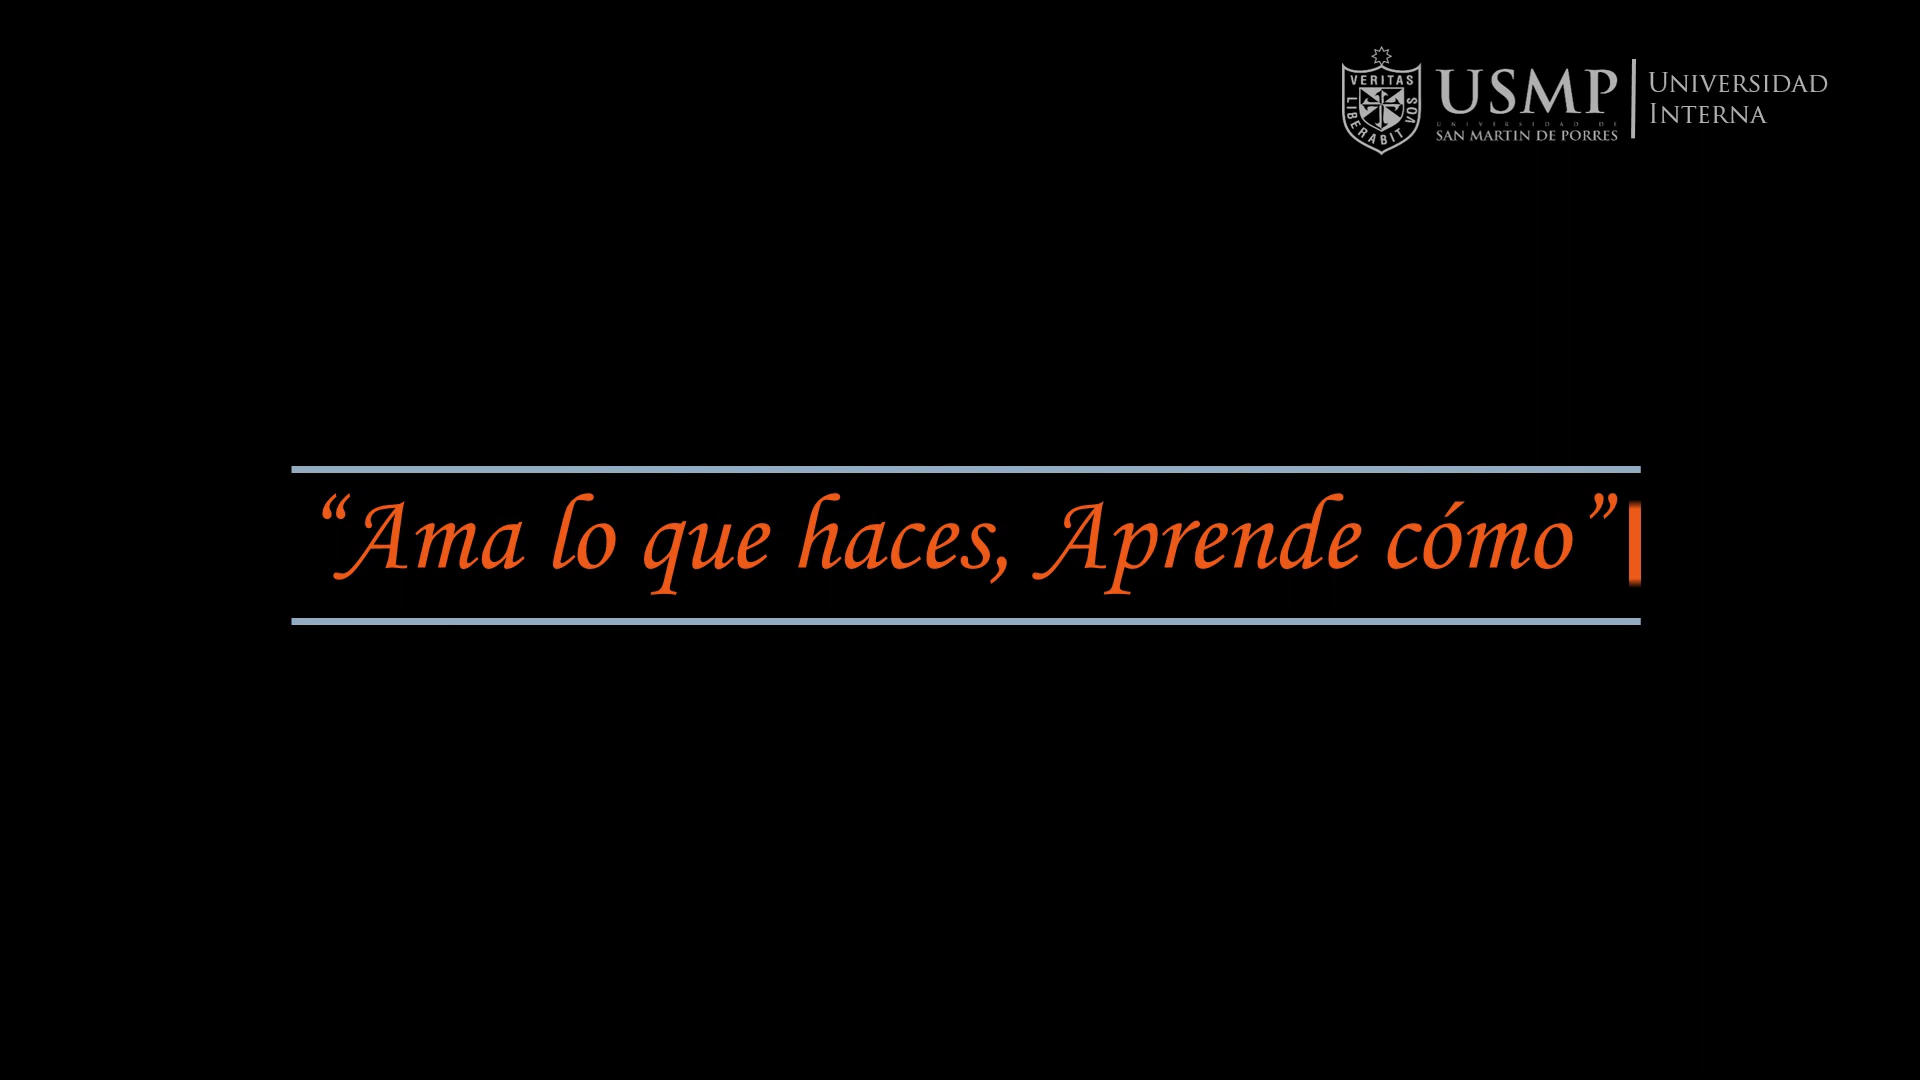 VERITAS
LIBERABIT VOS
USMP
UNIVERSIDAD DE
SAN MARTIN DE PORRES
UNIVERSIDAD
INTERNA
“Ama lo que haces, Aprende cómo”